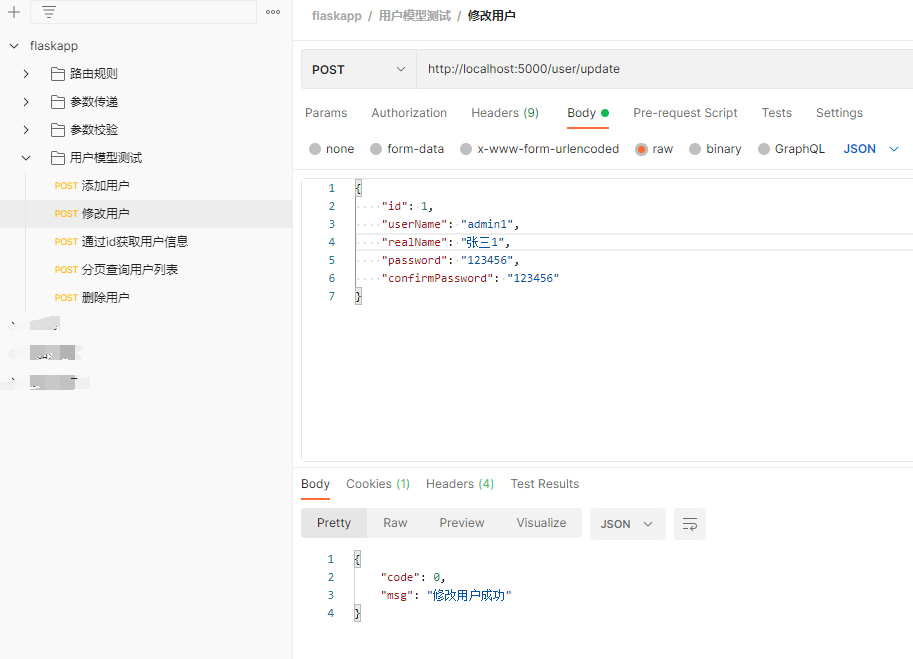 flaskapp
路由规则
参数传递
参数校验
用户模型测试
POST 添加用户
POST 修改用户
POST 通过id获取用户信息
POST 分页查询用户列表
POST 删除用户
flaskapp / 用户模型测试 / 修改用户
POST http://localhost:5000/user/update
Params Authorization Headers (9) Body Pre-request Script Tests Settings
none form-data x-www-form-urlencoded raw binary GraphQL JSON
1 {
2 "id": 1,
3 "userName": "admin1",
4 "realName": "张三1",
5 "password": "123456",
6 "confirmPassword": "123456"
7 }
Body Cookies (1) Headers (4) Test Results
Pretty Raw Preview Visualize JSON
1 {
2 "code": 0,
3 "msg": "修改用户成功"
4 }